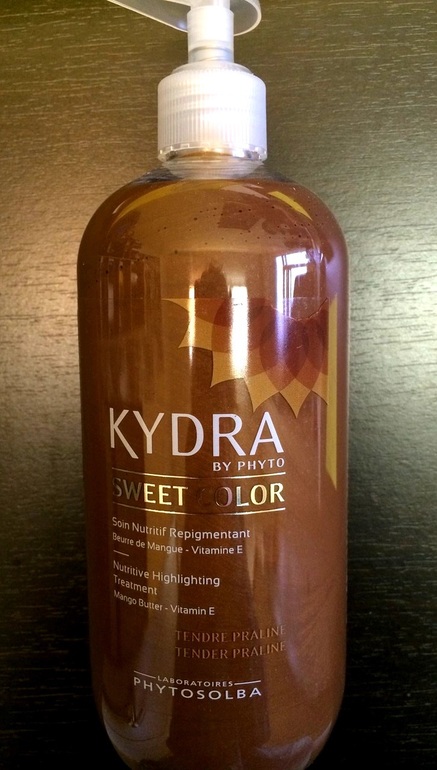 KYDRA
BY PHYTO
SWEET COLOR
Soin Nutritif Repigmentant
Beurre de Mangue - Vitamine E
Nutritive Highlighting
Treatment
Mango Butter - Vitamin E
TENDRE PRALINE
TENDER PRALINE
LABORATOIRES
PHYTOSOLBA